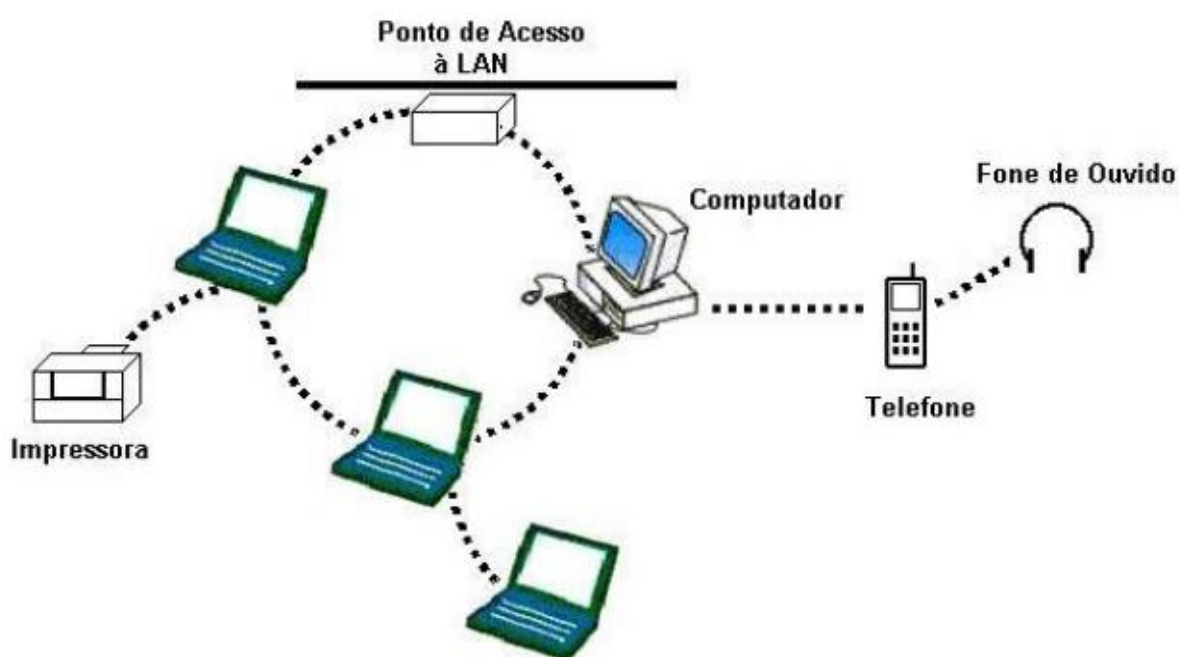 Ponto de Acesso
à LAN
Computador
Fone de Ouvido
Telefone
Impressora